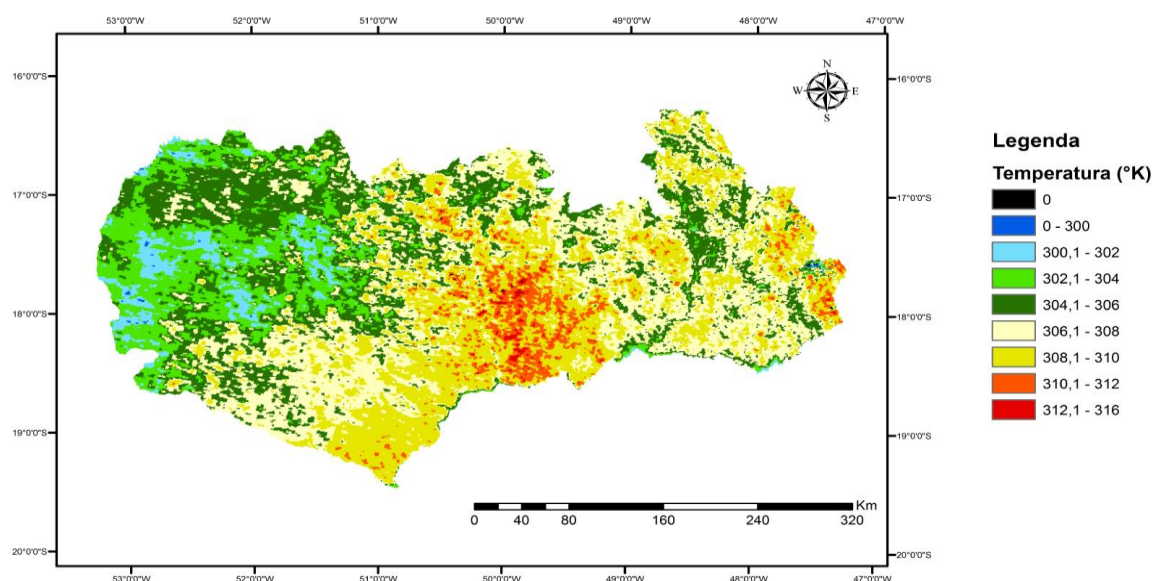 53°0'0"W 52°0'0"W 51°0'0"W 50°0'0"W 49°0'0"W 48°0'0"W 47°0'0"W
16°0'0"S 16°0'0"S
N
W E
S
Legenda
Temperatura (°K)
0
0 - 300
300,1 - 302
302,1 - 304
304,1 - 306
306,1 - 308
308,1 - 310
310,1 - 312
312,1 - 316
17°0'0"S 17°0'0"S
18°0'0"S 18°0'0"S
19°0'0"S 19°0'0"S
Km
0 40 80 160 240 320
20°0'0"S 20°0'0"S
53°0'0"W 52°0'0"W 51°0'0"W 50°0'0"W 49°0'0"W 48°0'0"W 47°0'0"W